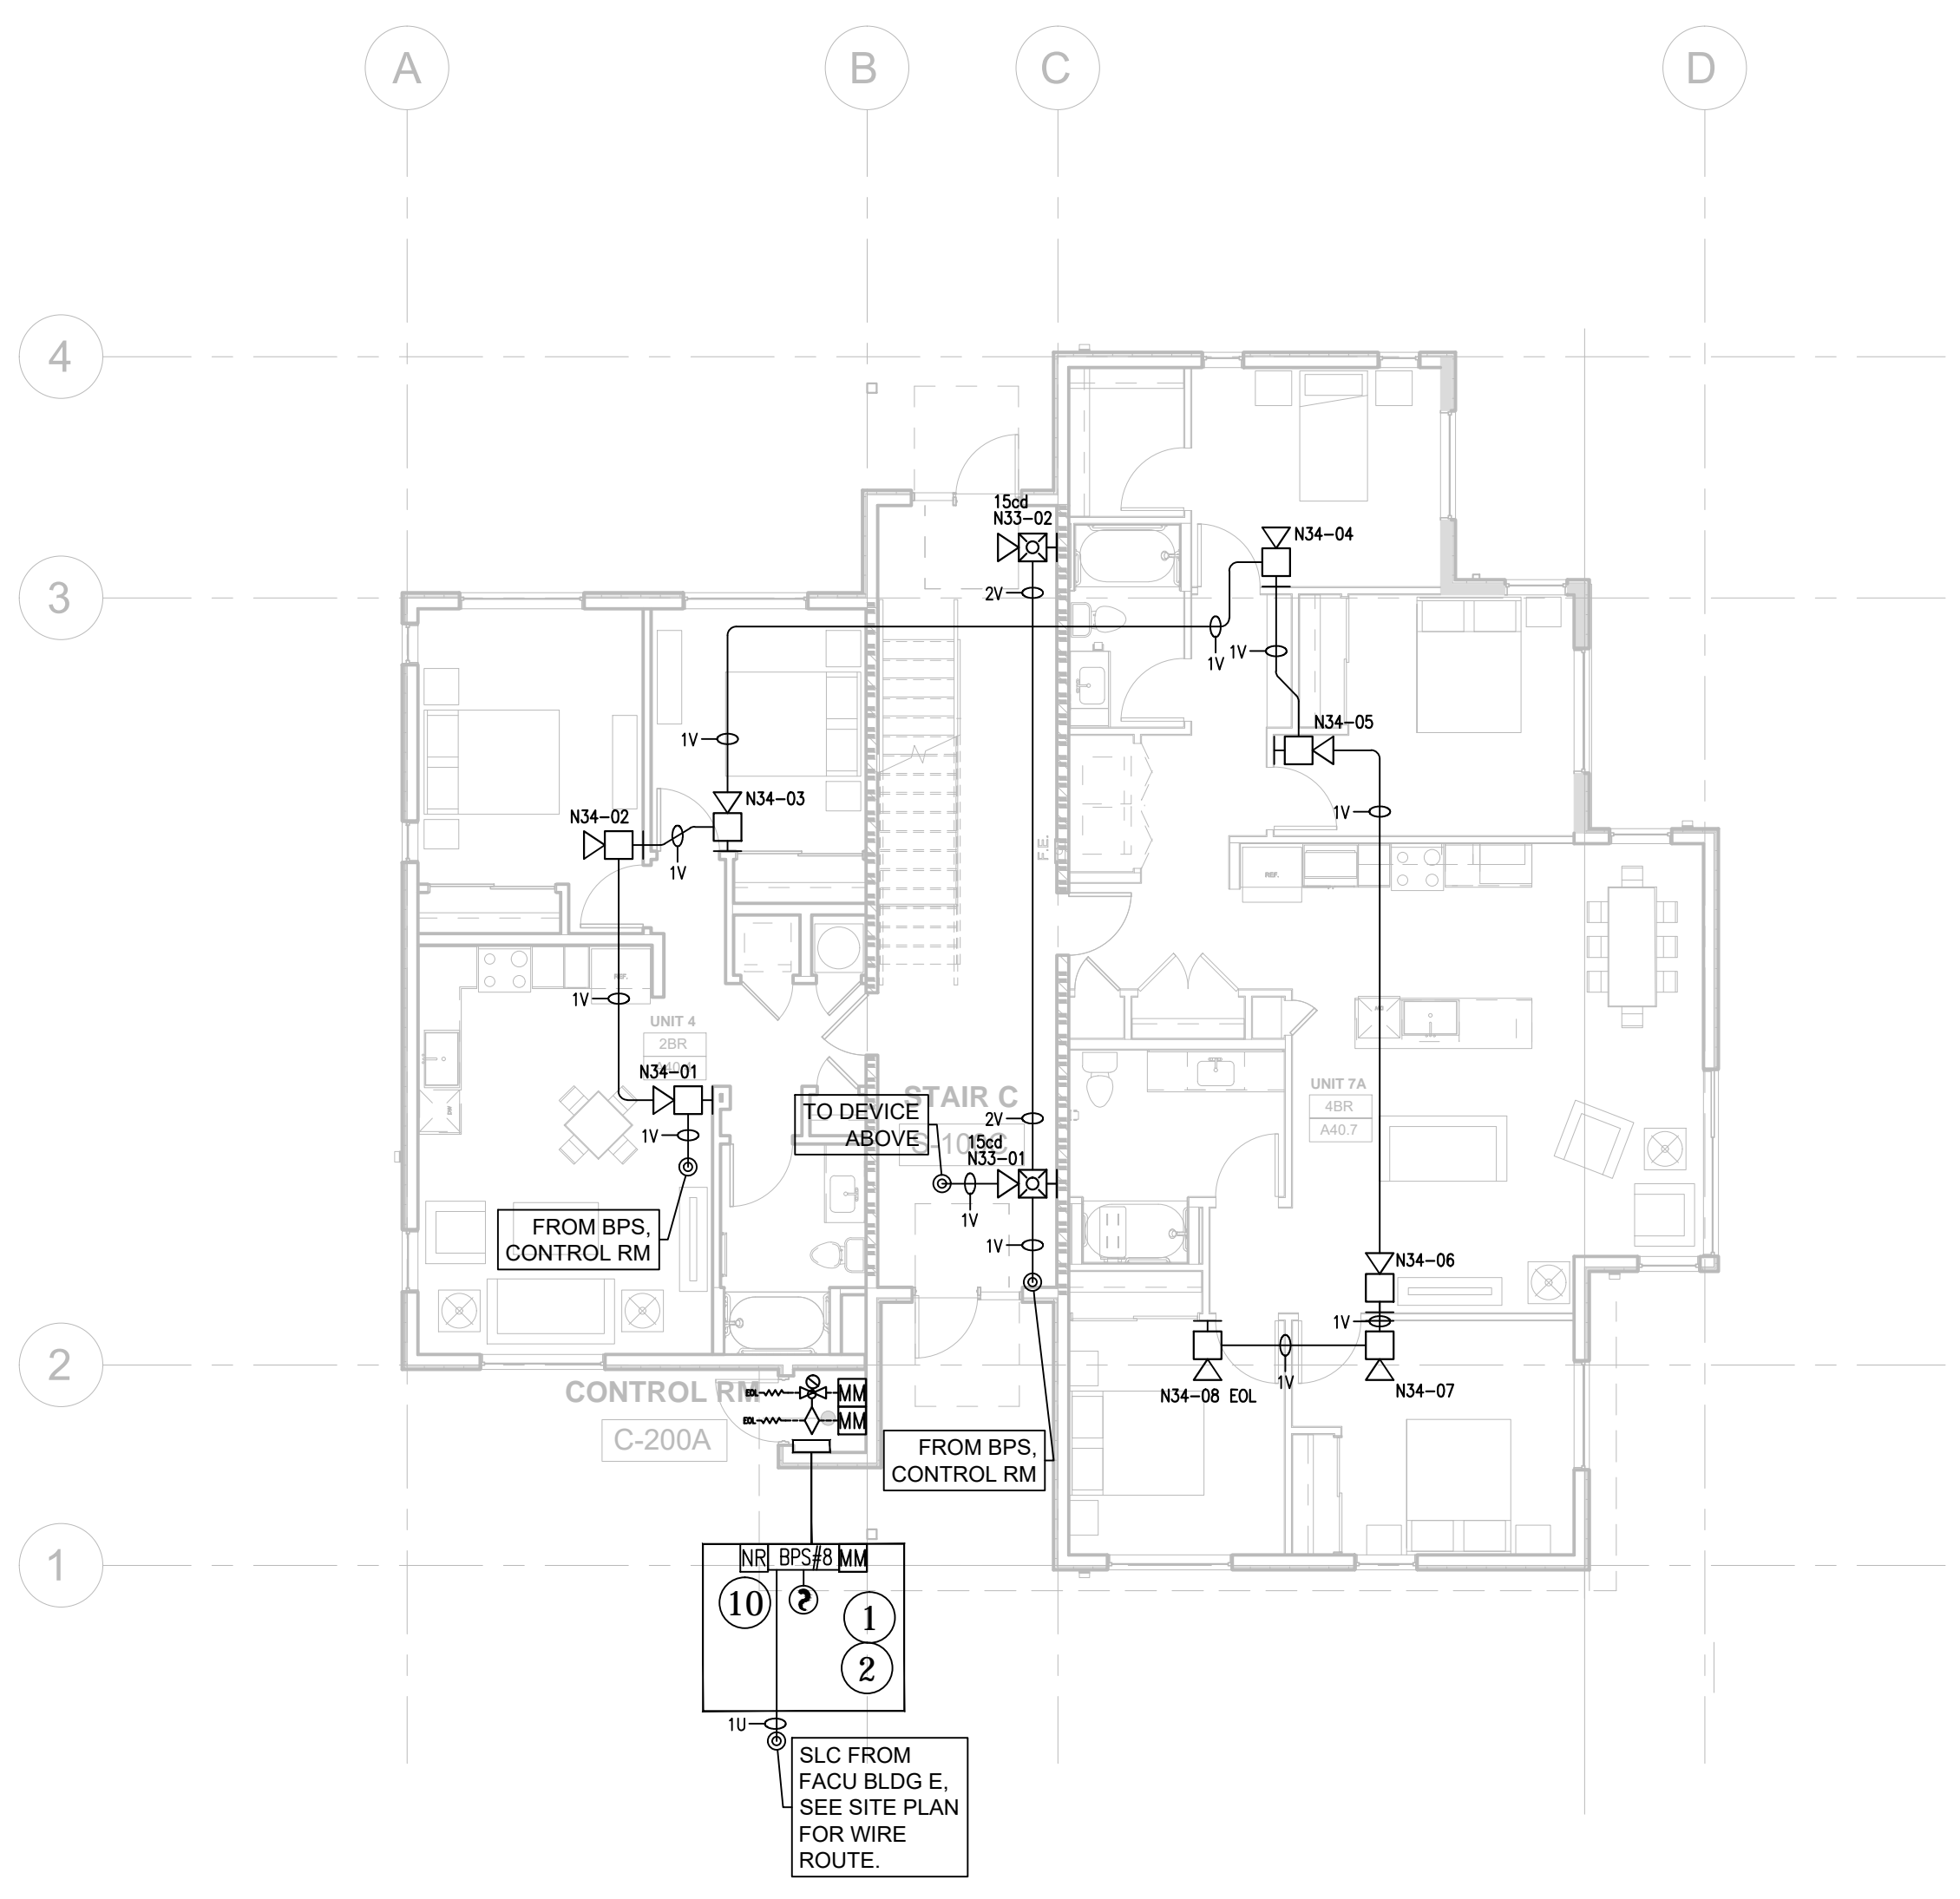 A
B
C
D
4
3
2
1
15cd
N33-02
2V
N34-04
1V
1V
N34-05
1V
1V
N34-03
N34-02
1V
F.E.
REF.
REF.
1V
UNIT 4
2BR
N34-01
1V
STAIR C
TO DEVICE
ABOVE
2V
15cd
N33-01
1V
1V
UNIT 7A
4BR
A40.7
FROM BPS,
CONTROL RM
N34-06
1V
1V
N34-07
N34-08 EOL
CONTROL RM
C-200A
EOL
MM
EOL
MM
FROM BPS,
CONTROL RM
NR BPS#8 MM
10
1
2
1U
SLC FROM
FACU BLDG E,
SEE SITE PLAN
FOR WIRE
ROUTE.